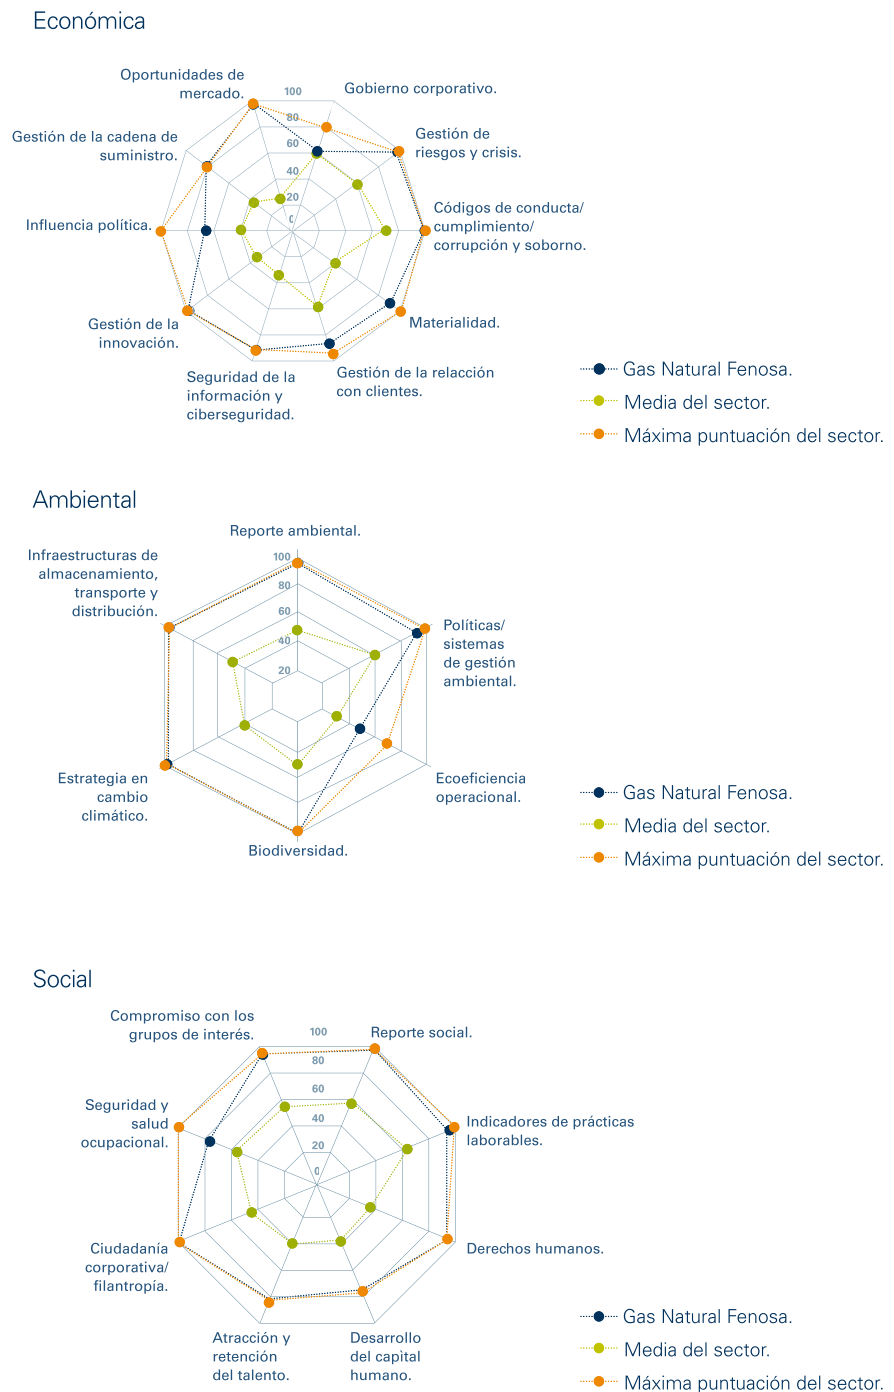 Económica
Oportunidades de
mercado.
100
80
60
40
20
0
Gobierno corporativo.
Gestión de
riesgos y crisis.
Gestión de la cadena de
suministro.
Influencia política.
Códigos de conducta/
cumplimiento/
corrupción y soborno.
Gestión de la
innovación.
Materialidad.
Seguridad de la
información y
ciberseguridad.
Gestión de la relacción
con clientes.
Gas Natural Fenosa.
Media del sector.
Máxima puntuación del sector.
Ambiental
Reporte ambiental.
100
80
60
40
20
Infraestructuras de
almacenamiento,
transporte y
distribución.
Políticas/
sistemas
de gestión
ambiental.
Estrategia en
cambio
climático.
Ecoeficiencia
operacional.
Biodiversidad.
Gas Natural Fenosa.
Media del sector.
Máxima puntuación del sector.
Social
Compromiso con los
grupos de interés.
100
80
60
40
20
0
Reporte social.
Seguridad y
salud
ocupacional.
Indicadores de prácticas
laborables.
Ciudadanía
corporativa/
filantropía.
Derechos humanos.
Atracción y
retención
del talento.
Desarrollo
del capìtal
humano.
Gas Natural Fenosa.
Media del sector.
Máxima puntuación del sector.